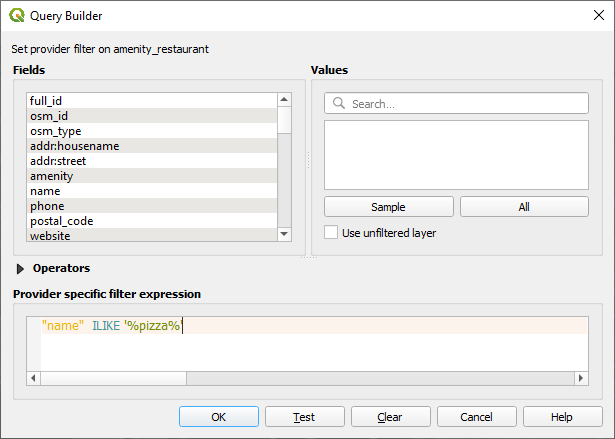 Query Builder
Set provider filter on amenity_restaurant
Fields
full_id
osm_id
osm_type
addr:housename
addr:street
amenity
name
phone
postal_code
website
Values
Search...
Sample
All
Use unfiltered layer
Operators
Provider specific filter expression
"name" ILIKE '%pizza%'
OK
Test
Clear
Cancel
Help